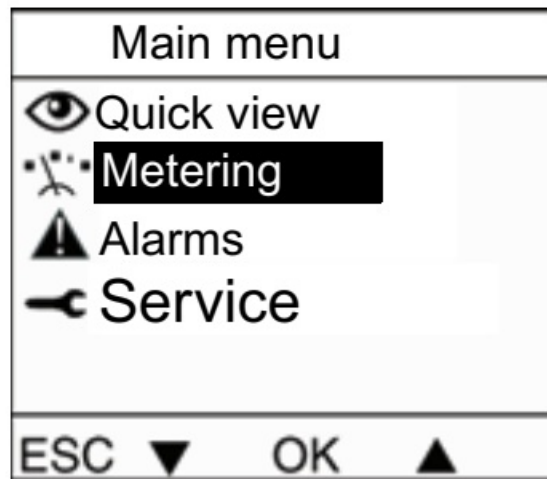 Main menu
Quick view
Metering
Alarms
Service
ESC ▼ OK ▲